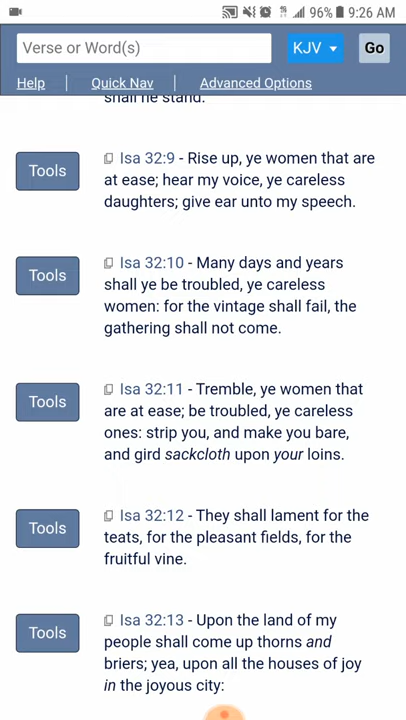 96% 9:26 AM
Verse or Word(s) KJV Go
Help Quick Nav Advanced Options
shall he stand.
Tools
Isa 32:9 - Rise up, ye women that are
at ease; hear my voice, ye careless
daughters; give ear unto my speech.
Tools
Isa 32:10 - Many days and years
shall ye be troubled, ye careless
women: for the vintage shall fail, the
gathering shall not come.
Tools
Isa 32:11 - Tremble, ye women that
are at ease; be troubled, ye careless
ones: strip you, and make you bare,
and gird sackcloth upon your loins.
Tools
Isa 32:12 - They shall lament for the
teats, for the pleasant fields, for the
fruitful vine.
Tools
Isa 32:13 - Upon the land of my
people shall come up thorns and
briers; yea, upon all the houses of joy
in the joyous city: